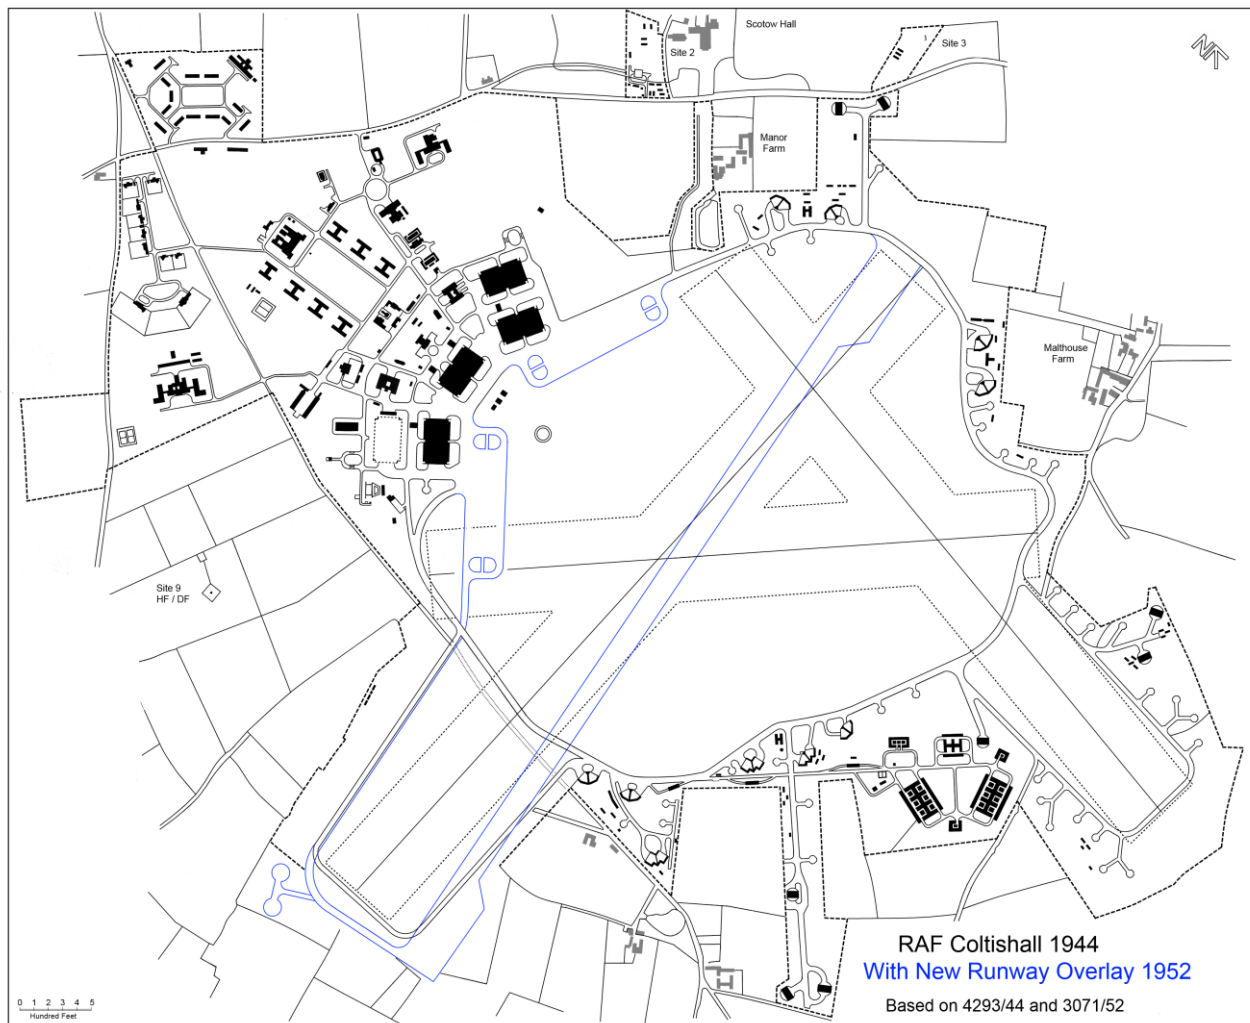 Scotow Hall
Site 2
Site 3
N
Manor
Farm
Malthouse
Farm
Site 9
HF / DF
RAF Coltishall 1944
With New Runway Overlay 1952
Based on 4293/44 and 3071/52
0 1 2 3 4 5
Hundred Feet